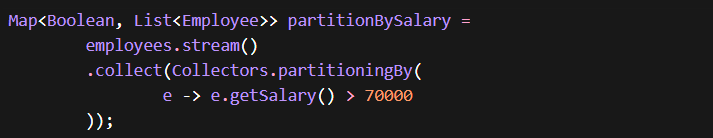 Map<Boolean, List<Employee>> partitionBySalary =
        employees.stream()
        .collect(Collectors.partitioningBy(
                e -> e.getSalary() > 70000
        ));